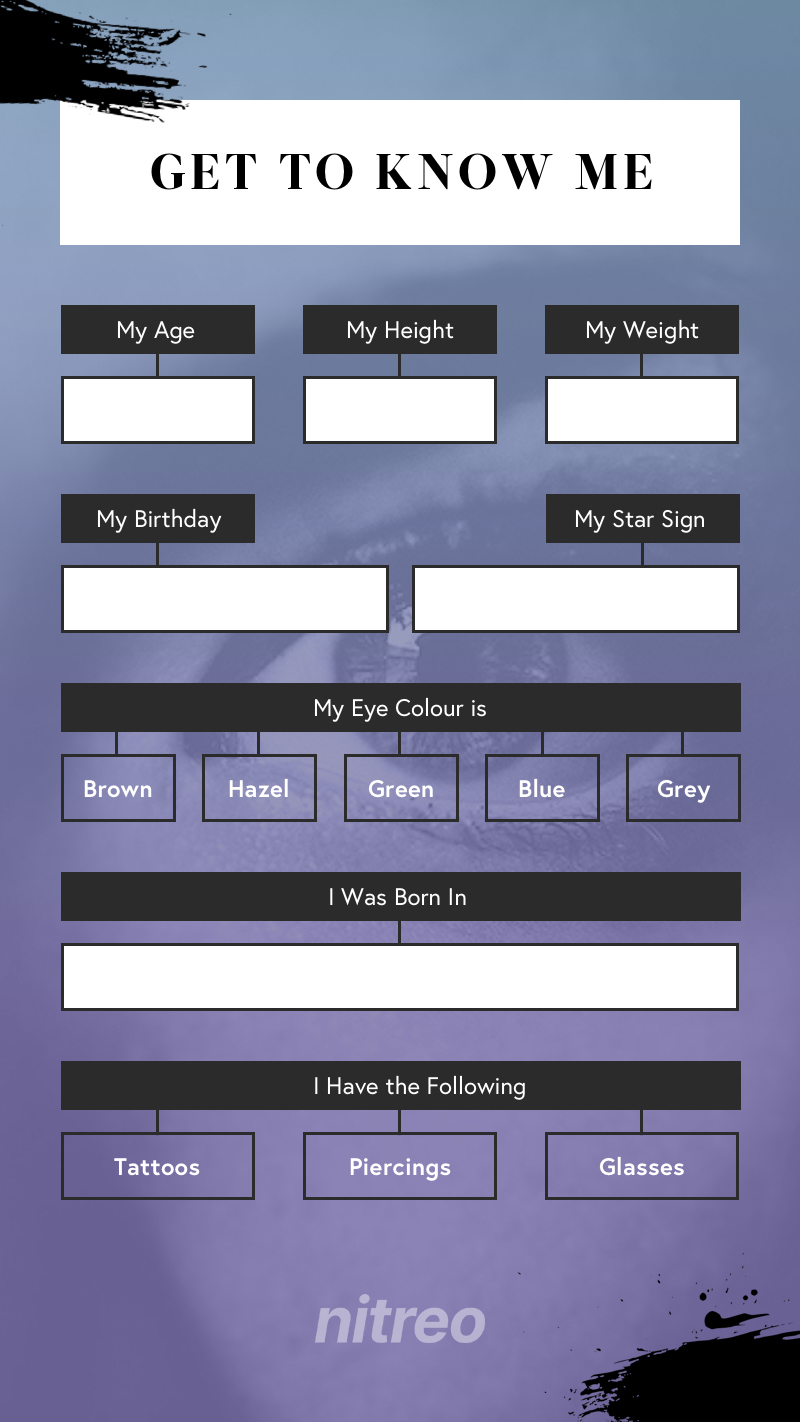 GET TO KNOW ME
My Age
My Height
My Weight
My Birthday
My Star Sign
My Eye Colour is
Brown
Hazel
Green
Blue
Grey
I Was Born In
I Have the Following
Tattoos
Piercings
Glasses
nitreo